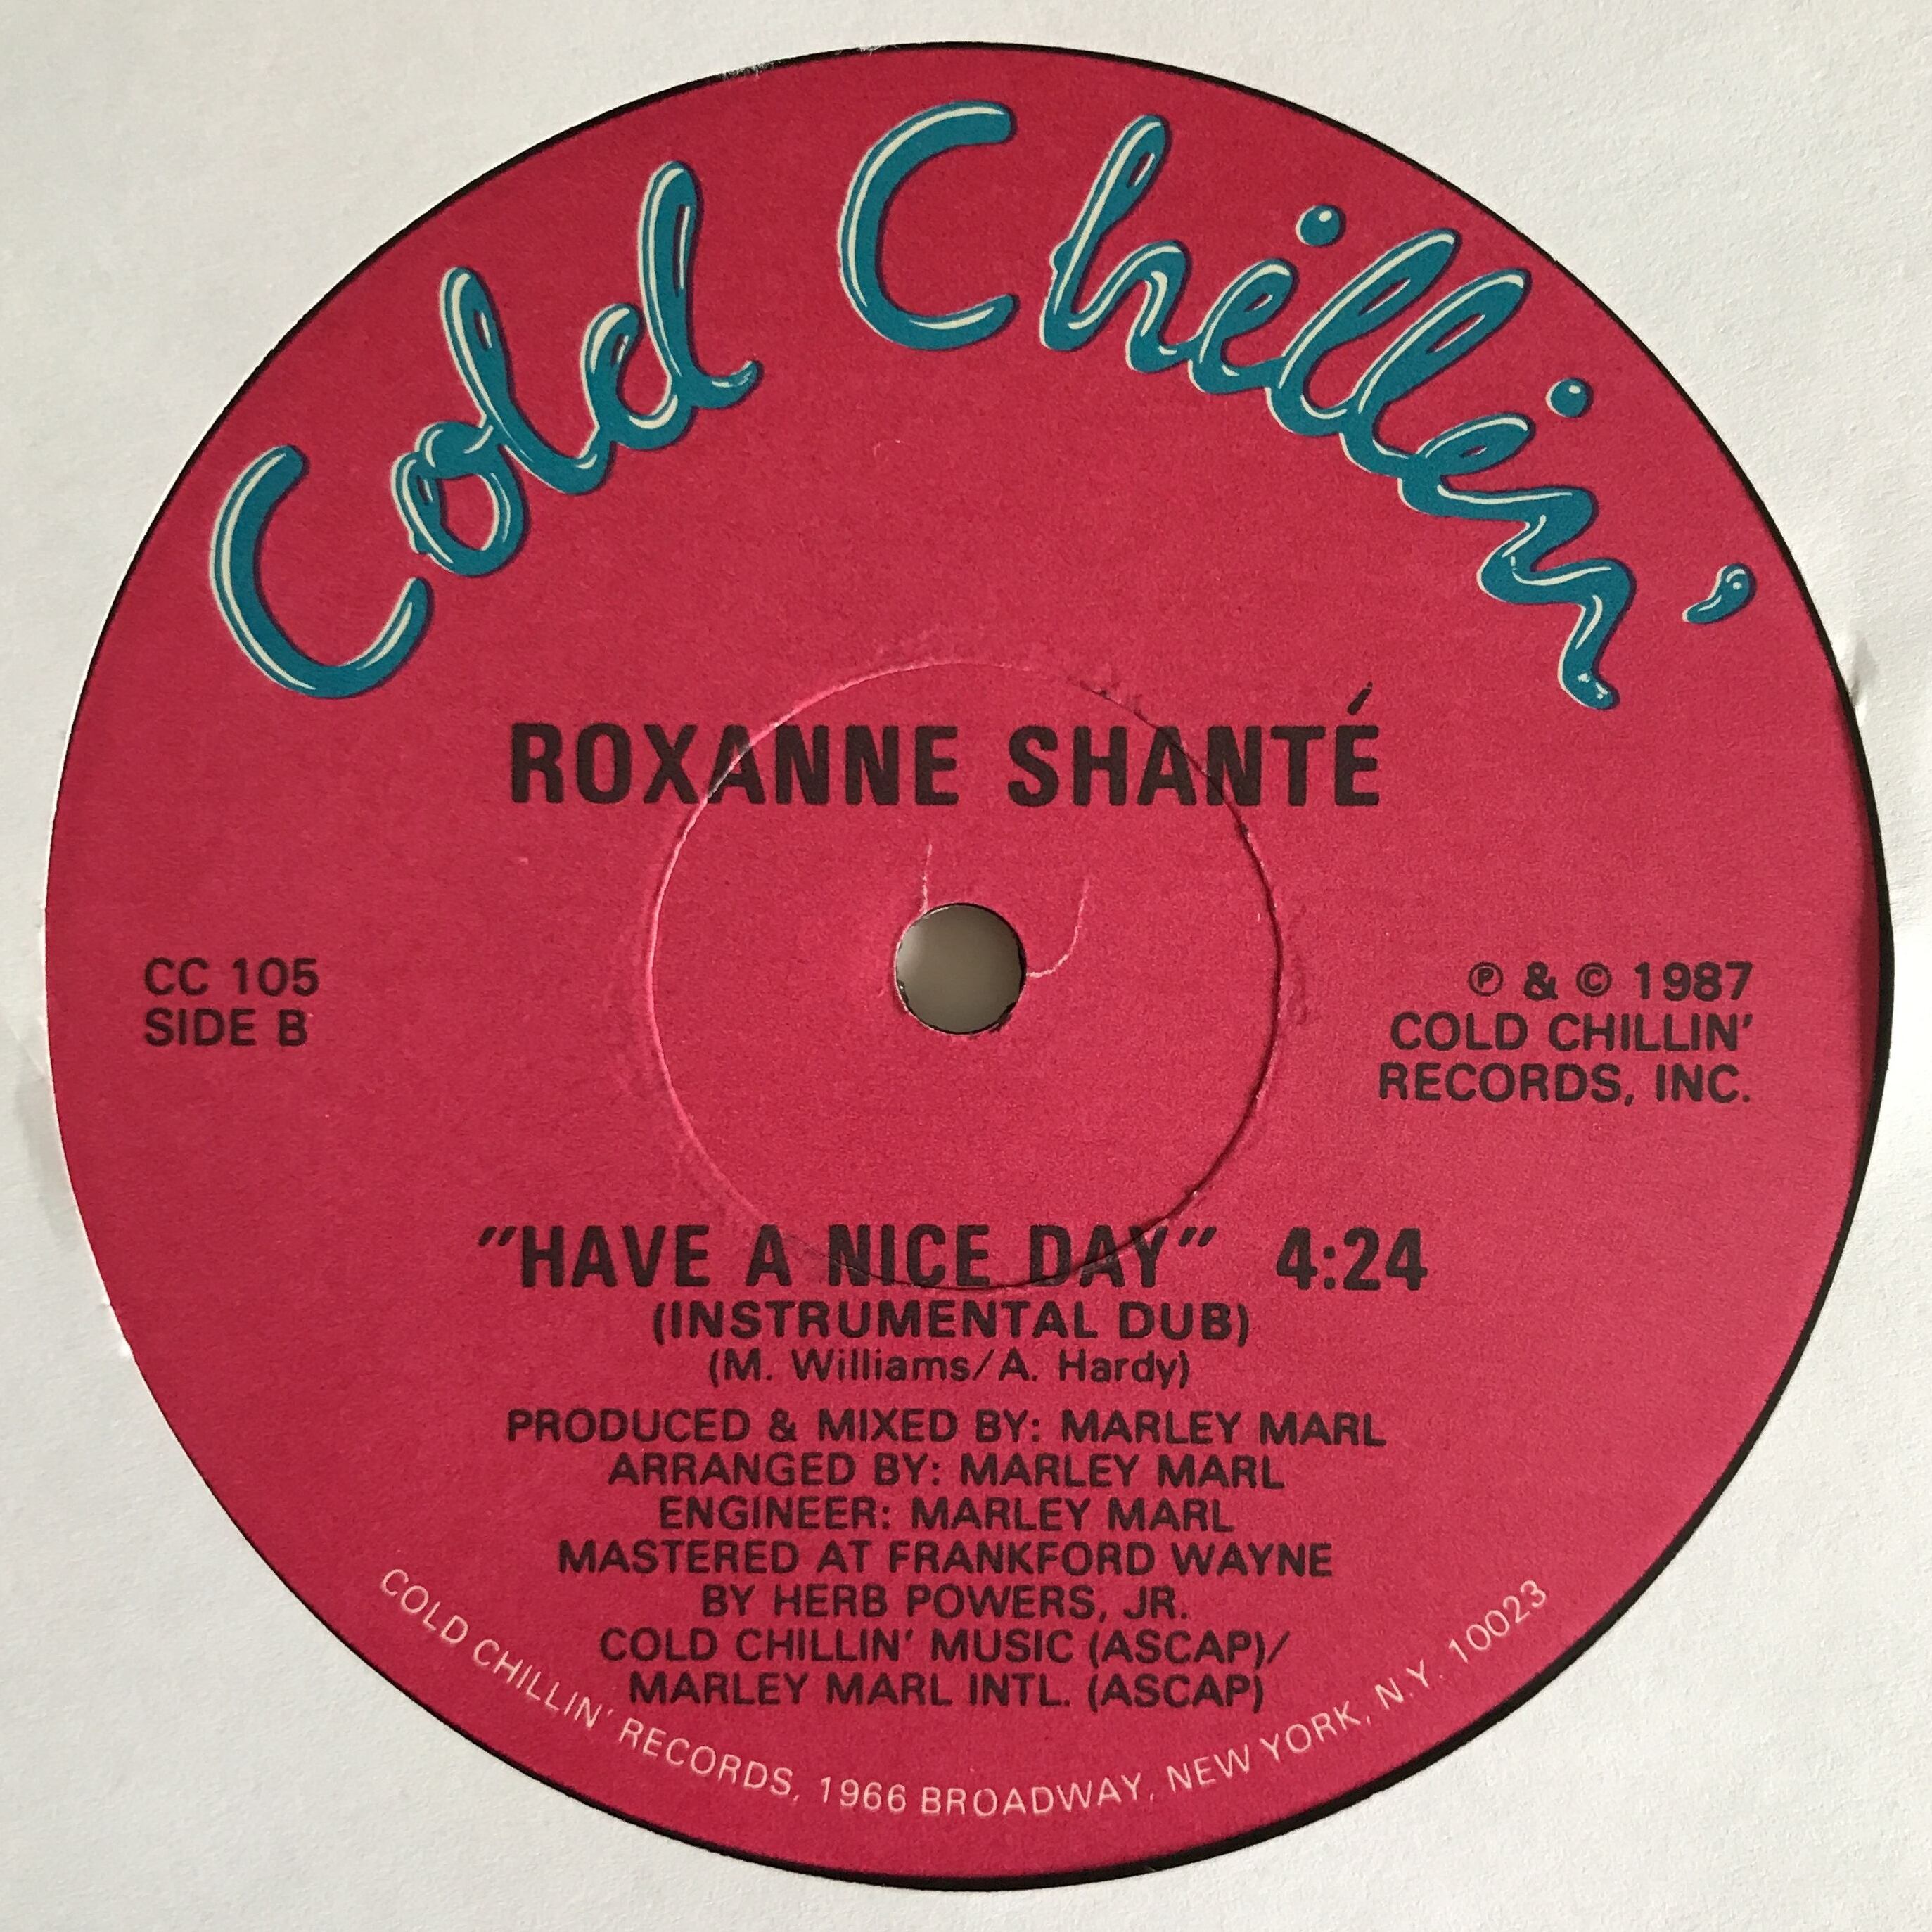 Cold Chillin'
ROXANNE SHANTÉ
CC 105
SIDE B
℗ & © 1987
COLD CHILLIN'
RECORDS, INC.
"HAVE A NICE DAY" 4:24
(INSTRUMENTAL DUB)
(M. Williams/A. Hardy)
PRODUCED & MIXED BY: MARLEY MARL
ARRANGED BY: MARLEY MARL
ENGINEER: MARLEY MARL
MASTERED AT FRANKFORD WAYNE
BY HERB POWERS, JR.
COLD CHILLIN' MUSIC (ASCAP)/
MARLEY MARL INTL. (ASCAP)
COLD CHILLIN' RECORDS, 1966 BROADWAY, NEW YORK, N.Y. 10023